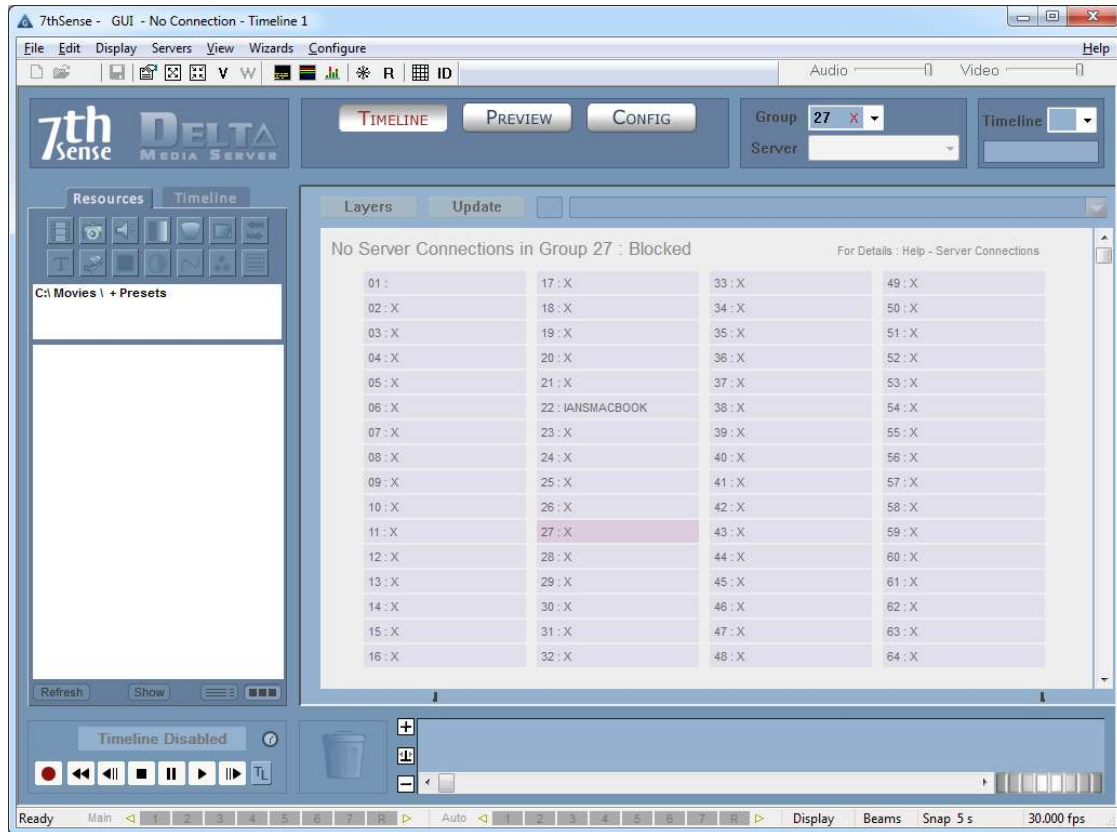 7thSense - GUI - No Connection - Timeline 1
File Edit Display Servers View Wizards Configure Help
V W R ID Audio Video
7th sense DELTA MEDIA SERVER
TIMELINE PREVIEW CONFIG
Group 27 X
Server
Timeline
Resources Timeline
T
C:\ Movies \ + Presets
Refresh Show
Layers Update
No Server Connections in Group 27 : Blocked For Details : Help - Server Connections
01 : 17 : X 33 : X 49 : X
02 : X 18 : X 34 : X 50 : X
03 : X 19 : X 35 : X 51 : X
04 : X 20 : X 36 : X 52 : X
05 : X 21 : X 37 : X 53 : X
06 : X 22 : IANSMACBOOK 38 : X 54 : X
07 : X 23 : X 39 : X 55 : X
08 : X 24 : X 40 : X 56 : X
09 : X 25 : X 41 : X 57 : X
10 : X 26 : X 42 : X 58 : X
11 : X 27 : X 43 : X 59 : X
12 : X 28 : X 44 : X 60 : X
13 : X 29 : X 45 : X 61 : X
14 : X 30 : X 46 : X 62 : X
15 : X 31 : X 47 : X 63 : X
16 : X 32 : X 48 : X 64 : X
Timeline Disabled
TL
Ready Main 1 2 3 4 5 6 7 R Auto 1 2 3 4 5 6 7 R Display Beams Snap 5 s 30.000 fps